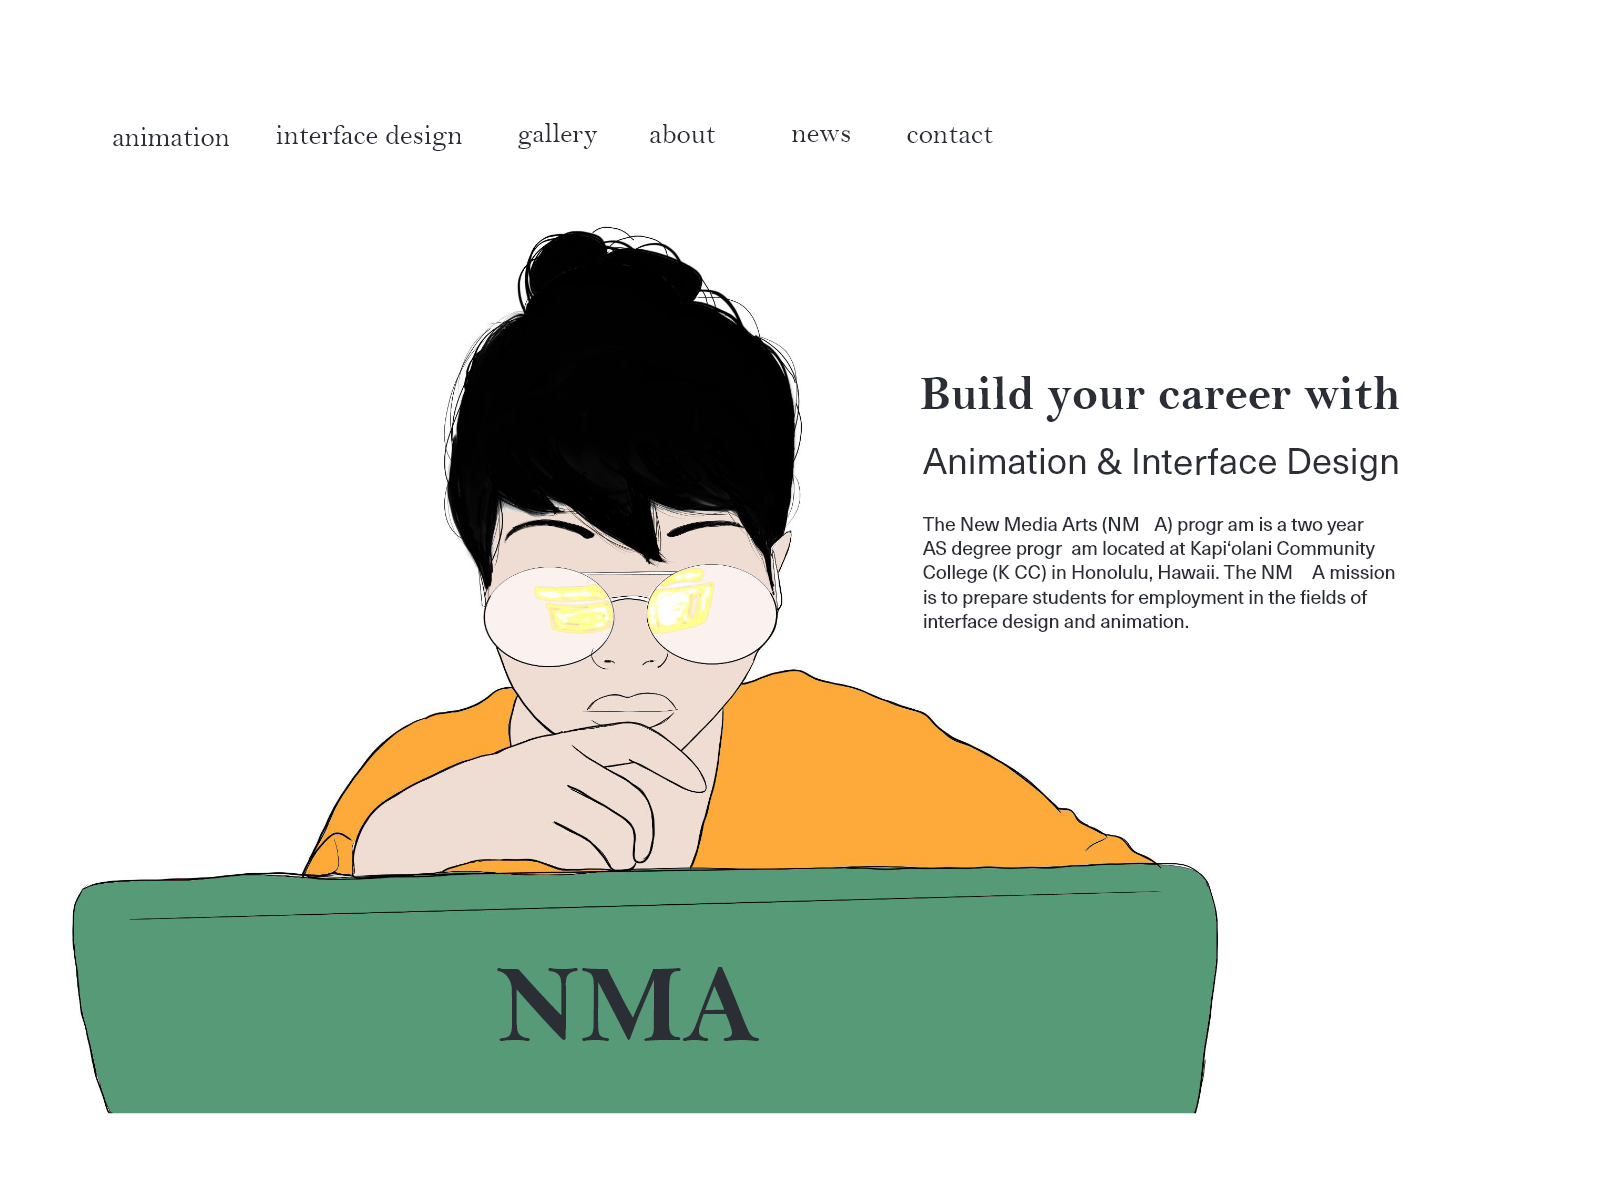 animation interface design gallery about news contact
Build your career with
Animation & Interface Design
The New Media Arts (NM A) progr am is a two year
AS degree progr am located at Kapiʻolani Community
College (K CC) in Honolulu, Hawaii. The NM A mission
is to prepare students for employment in the fields of
interface design and animation.
NMA